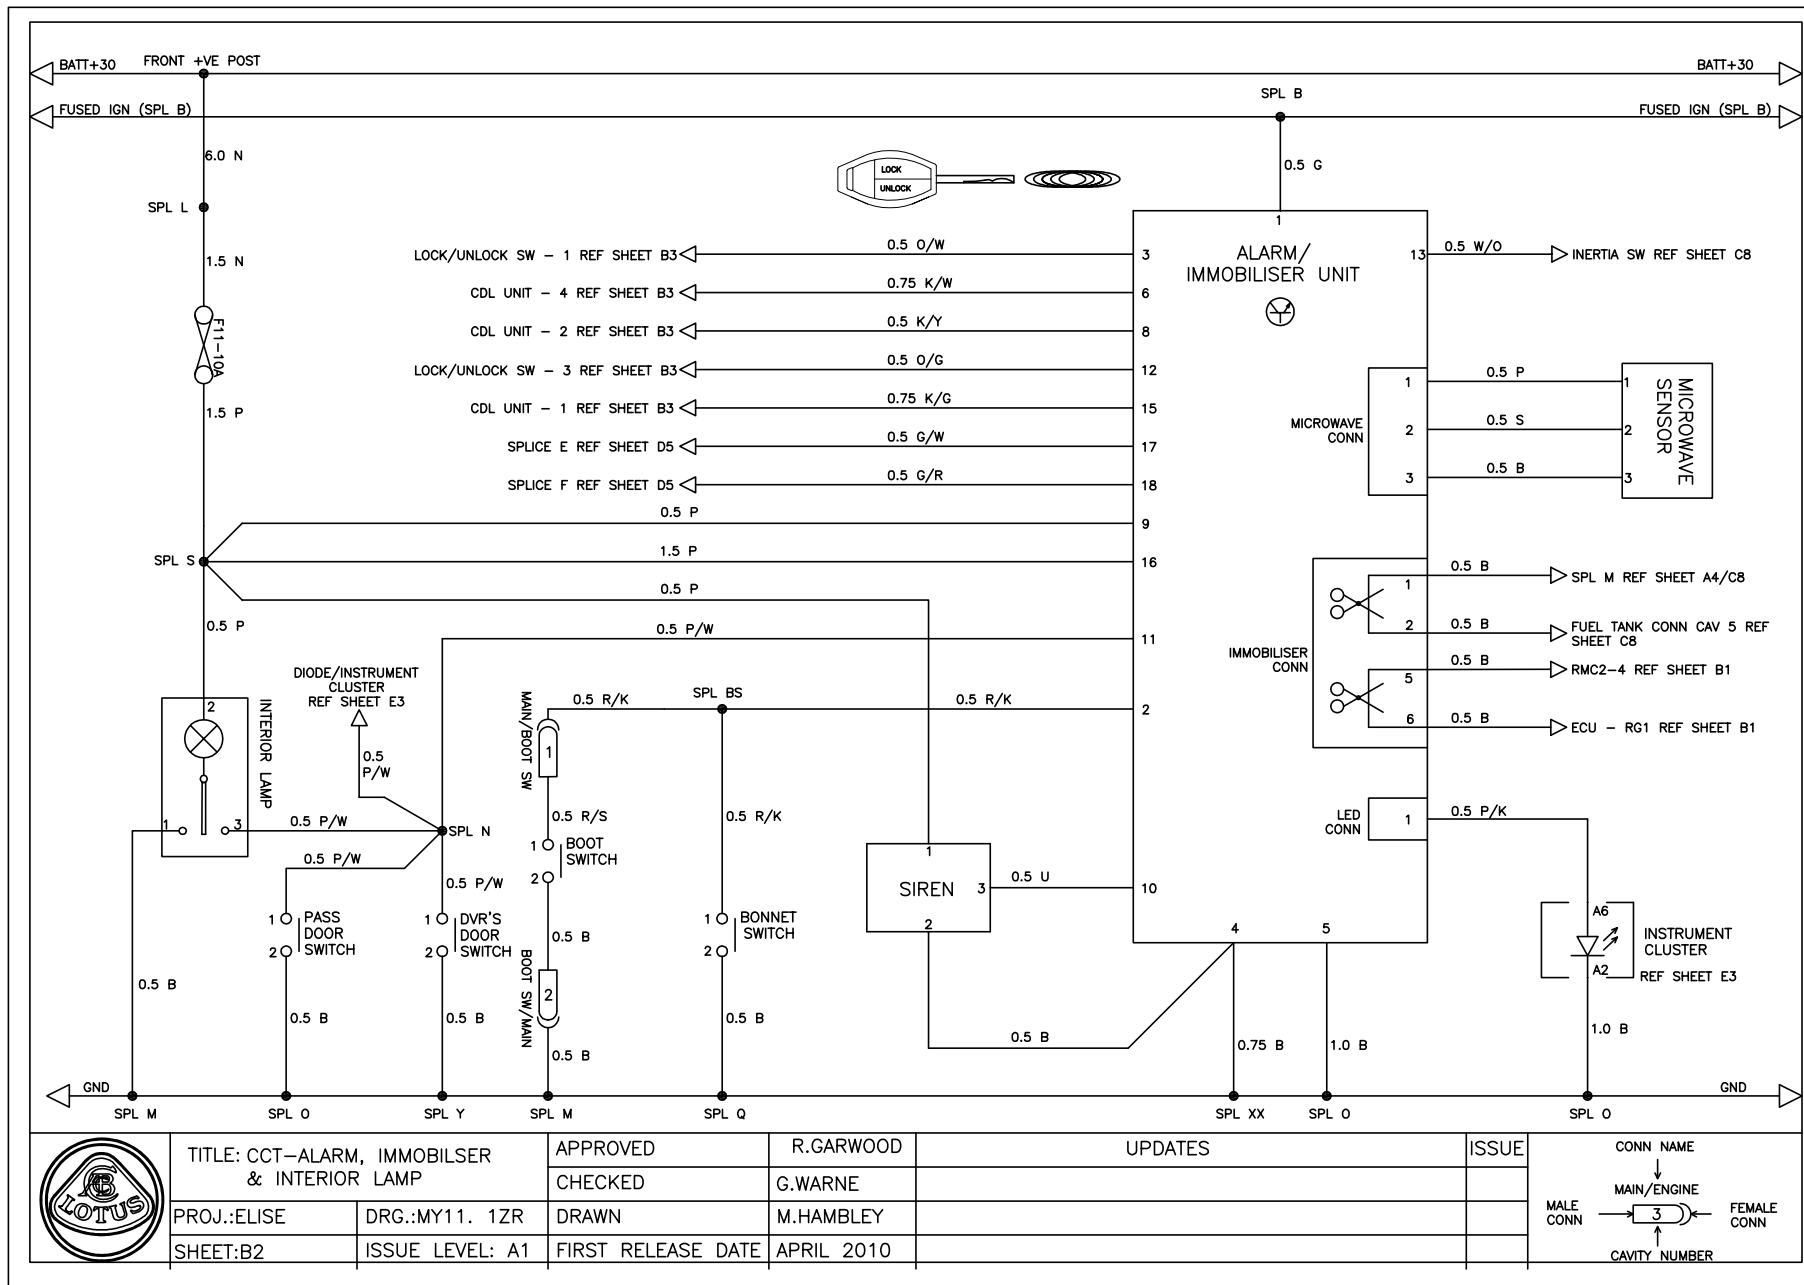 BATT+30
FRONT +VE POST
BATT+30
FUSED IGN (SPL B)
SPL B
FUSED IGN (SPL B)
6.0 N
0.5 G
LOCK
UNLOCK
SPL L
1.5 N
F11-10A
1.5 P
LOCK/UNLOCK SW - 1 REF SHEET B3
0.5 O/W
3
CDL UNIT - 4 REF SHEET B3
0.75 K/W
6
CDL UNIT - 2 REF SHEET B3
0.5 K/Y
8
LOCK/UNLOCK SW - 3 REF SHEET B3
0.5 O/G
12
CDL UNIT - 1 REF SHEET B3
0.75 K/G
15
SPLICE E REF SHEET D5
0.5 G/W
17
SPLICE F REF SHEET D5
0.5 G/R
18
0.5 P
9
SPL S
1.5 P
16
0.5 P
0.5 P
0.5 P/W
11
1
ALARM/
IMMOBILISER UNIT
13
0.5 W/O
INERTIA SW REF SHEET C8
MICROWAVE
CONN
1
0.5 P
1
2
0.5 S
2
3
0.5 B
3
MICROWAVE
SENSOR
IMMOBILISER
CONN
1
0.5 B
SPL M REF SHEET A4/C8
2
0.5 B
FUEL TANK CONN CAV 5 REF
SHEET C8
5
0.5 B
RMC2-4 REF SHEET B1
6
0.5 B
ECU - RG1 REF SHEET B1
LED
CONN
1
0.5 P/K
DIODE/INSTRUMENT
CLUSTER
REF SHEET E3
0.5
P/W
INTERIOR LAMP
2
1
3
0.5 P/W
SPL N
0.5 P/W
0.5 P/W
MAIN/BOOT SW
1
0.5 R/K
SPL BS
0.5 R/K
2
0.5 R/S
0.5 R/K
1
BOOT
SWITCH
2
1
PASS
DOOR
SWITCH
2
1
DVR'S
DOOR
SWITCH
2
0.5 B
BOOT SW/MAIN
2
1
BONNET
SWITCH
2
1
SIREN
3
2
0.5 U
10
4
5
A6
INSTRUMENT
CLUSTER
A2
REF SHEET E3
0.5 B
0.5 B
0.5 B
0.5 B
0.5 B
0.5 B
0.75 B
1.0 B
1.0 B
GND
GND
SPL M
SPL O
SPL Y
SPL M
SPL Q
SPL XX
SPL O
SPL O
LOTUS
TITLE: CCT-ALARM, IMMOBILSER
& INTERIOR LAMP
PROJ.:ELISE
DRG.:MY11. 1ZR
SHEET:B2
ISSUE LEVEL: A1
APPROVED
R.GARWOOD
CHECKED
G.WARNE
DRAWN
M.HAMBLEY
FIRST RELEASE DATE
APRIL 2010
UPDATES
ISSUE
CONN NAME
MAIN/ENGINE
MALE
CONN
3
FEMALE
CONN
CAVITY NUMBER